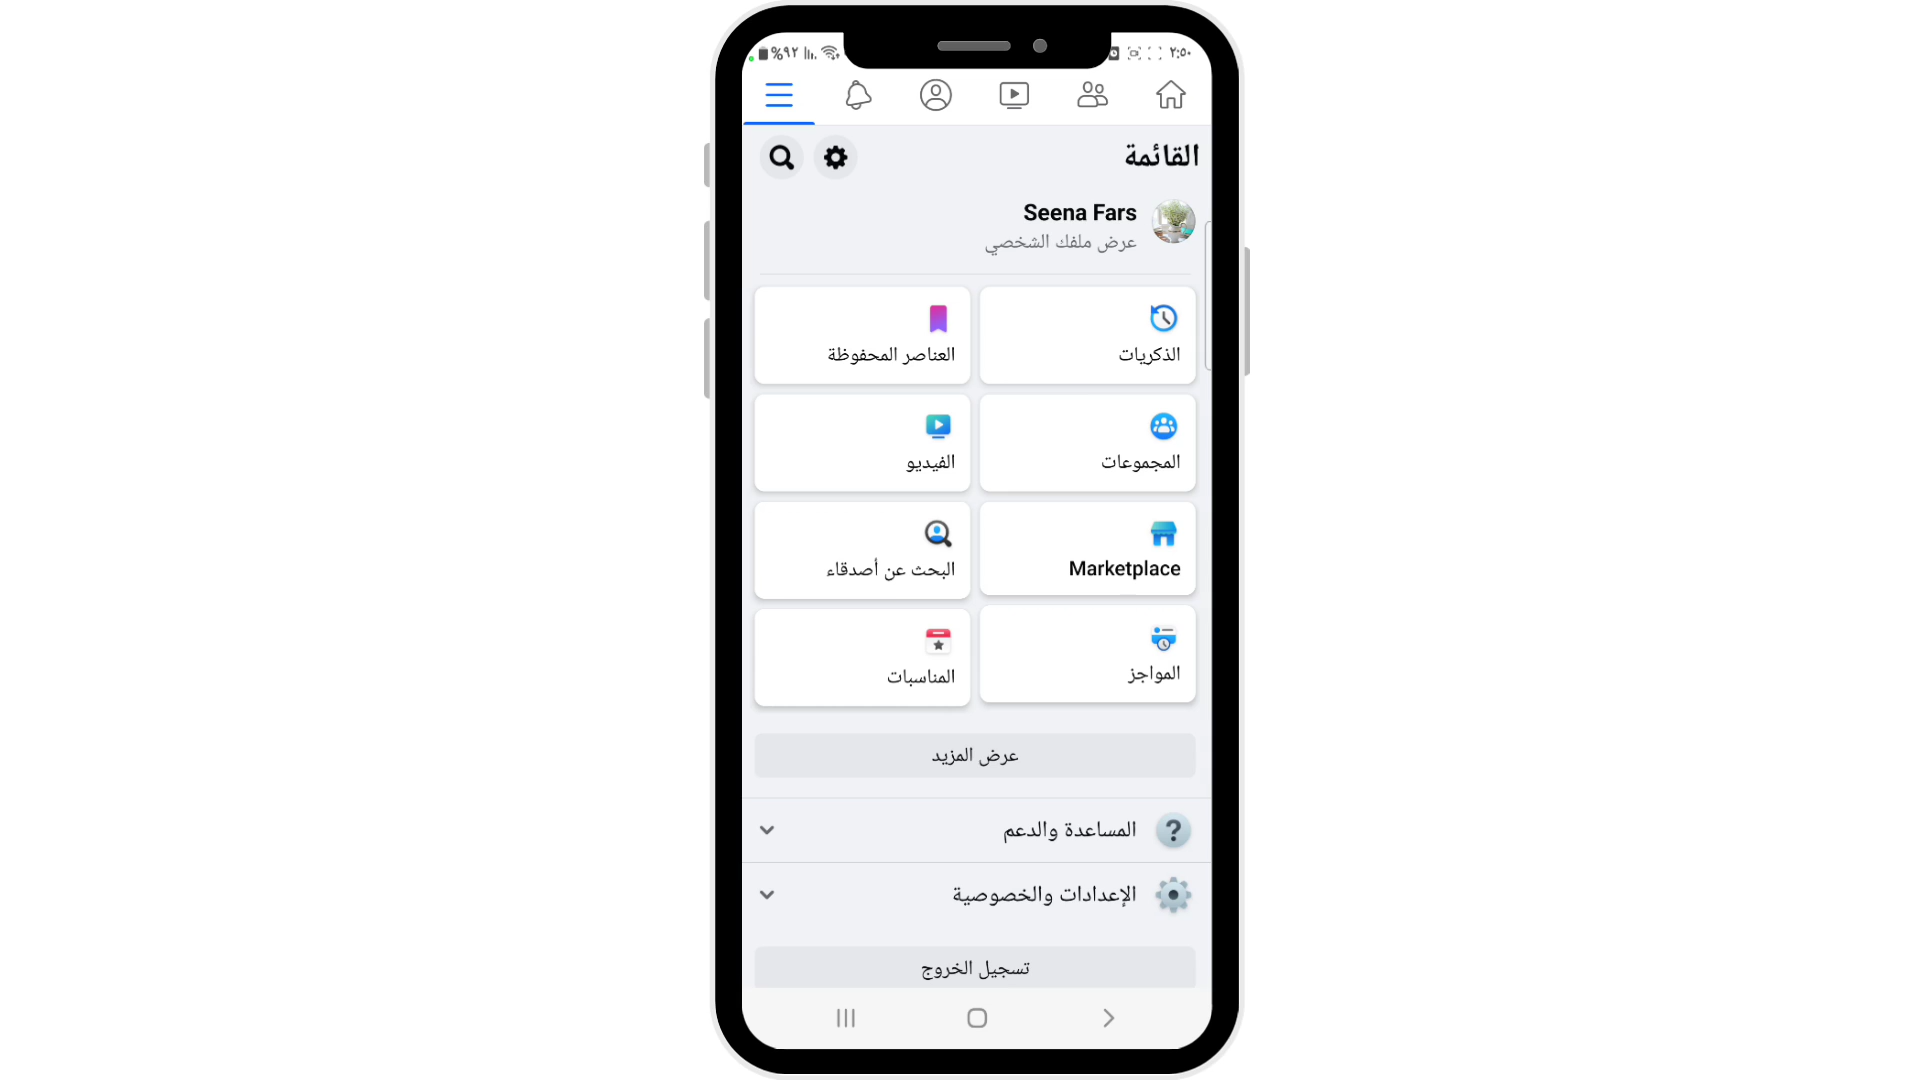 ٢:٥٠ %٩٢
القائمة
Seena Fars
عرض ملفك الشخصي
الذكريات
العناصر المحفوظة
المجموعات
الفيديو
Marketplace
البحث عن أصدقاء
المواجز
المناسبات
عرض المزيد
المساعدة والدعم
الإعدادات والخصوصية
تسجيل الخروج